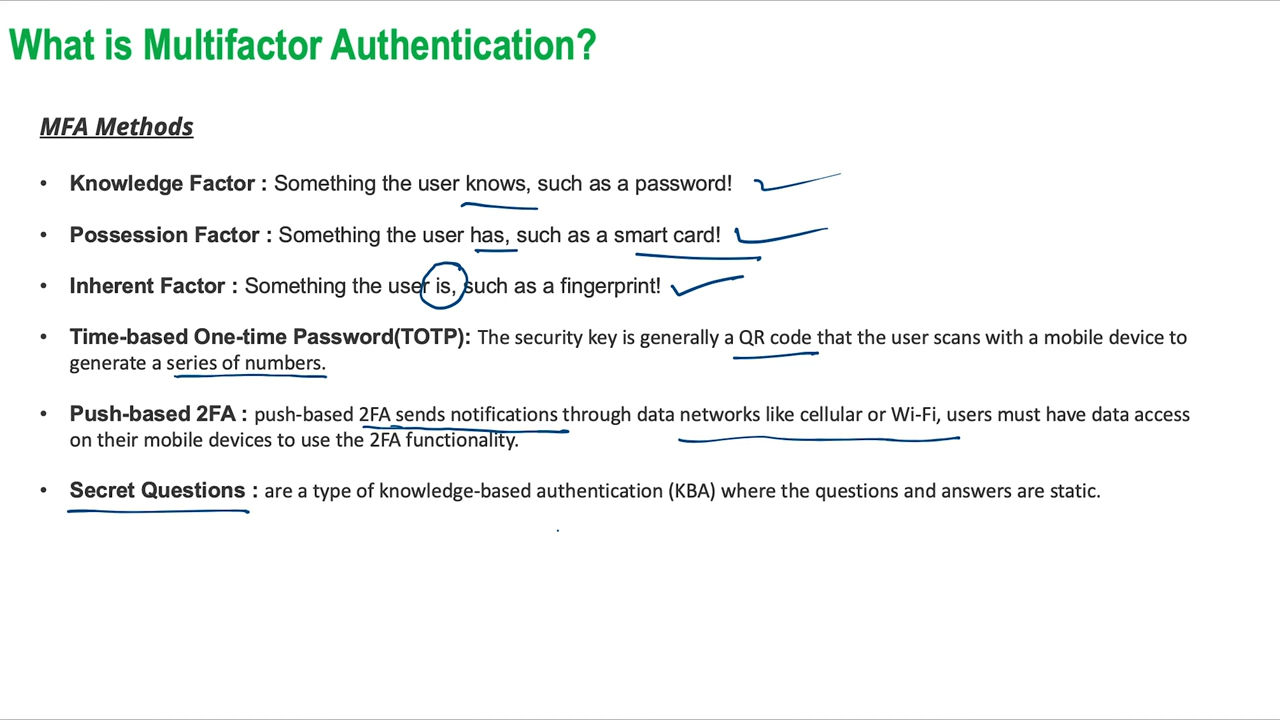 What is Multifactor Authentication?
MFA Methods
• Knowledge Factor : Something the user knows, such as a password!
• Possession Factor : Something the user has, such as a smart card!
• Inherent Factor : Something the user is, such as a fingerprint!
• Time-based One-time Password(TOTP): The security key is generally a QR code that the user scans with a mobile device to
generate a series of numbers.
• Push-based 2FA : push-based 2FA sends notifications through data networks like cellular or Wi-Fi, users must have data access
on their mobile devices to use the 2FA functionality.
• Secret Questions : are a type of knowledge-based authentication (KBA) where the questions and answers are static.